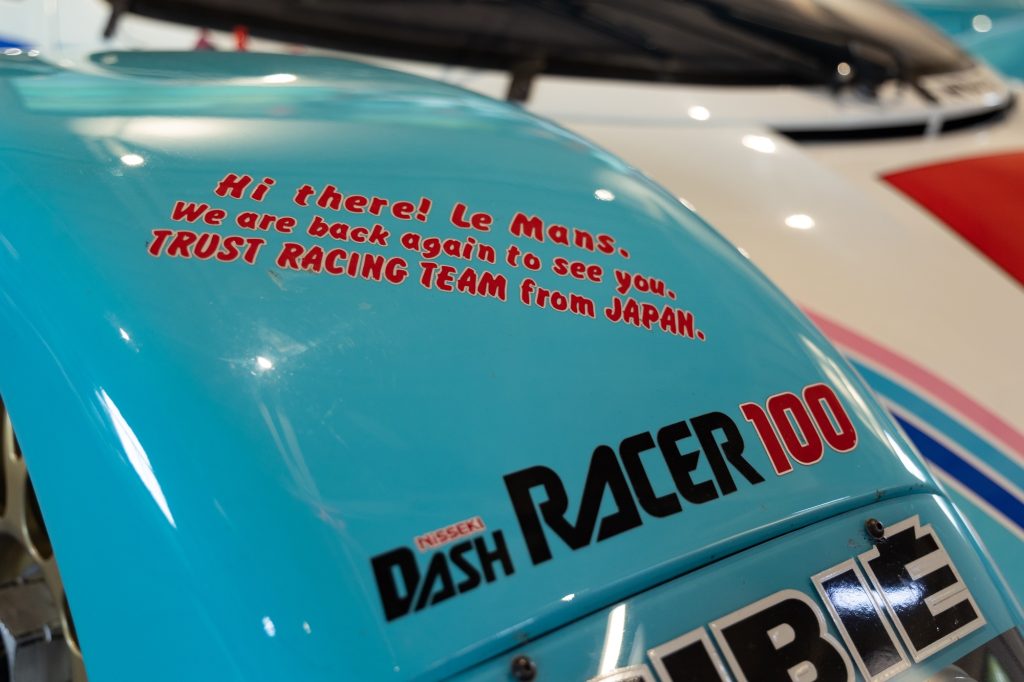 Hi there! Le Mans.
We are back again to see you.
TRUST RACING TEAM from JAPAN.
NISSEKI
DASH RACER 100